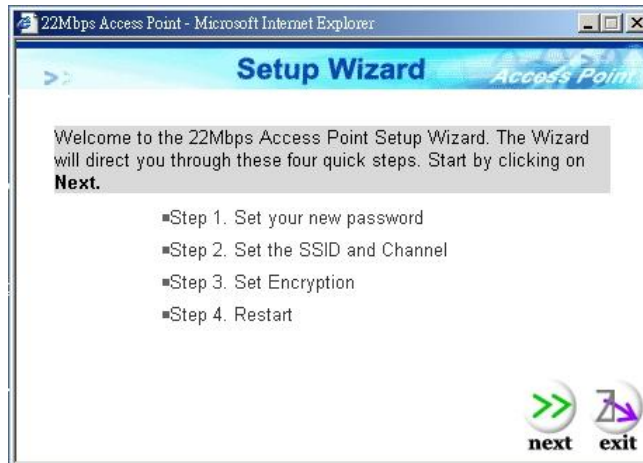 22Mbps Access Point - Microsoft Internet Explorer
Setup Wizard
Access Point
Welcome to the 22Mbps Access Point Setup Wizard. The Wizard
will direct you through these four quick steps. Start by clicking on
Next.
Step 1. Set your new password
Step 2. Set the SSID and Channel
Step 3. Set Encryption
Step 4. Restart
next
exit